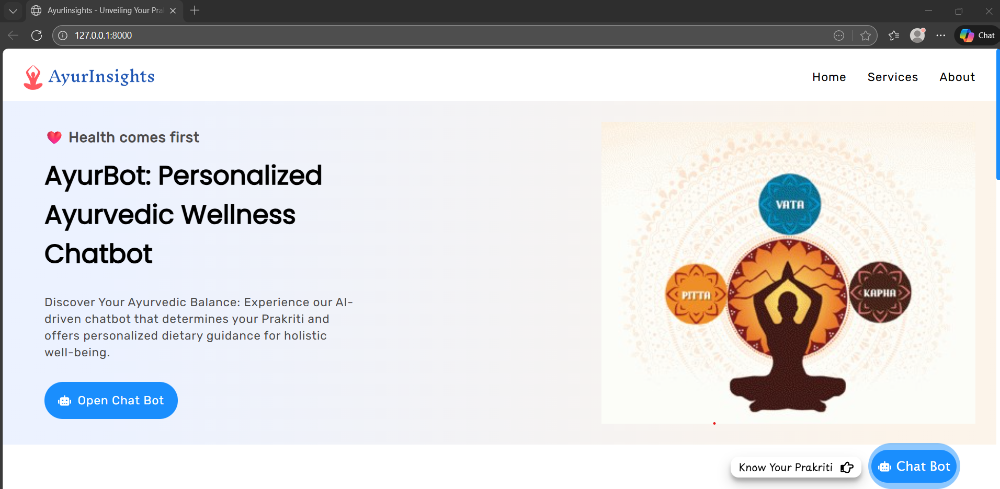 Ayurlinsights - Unveiling Your Pra
127.0.0.1:8000
Chat
AyurInsights
Home Services About
Health comes first
AyurBot: Personalized
Ayurvedic Wellness
Chatbot
Discover Your Ayurvedic Balance: Experience our AI-
driven chatbot that determines your Prakriti and
offers personalized dietary guidance for holistic
well-being.
Open Chat Bot
VATA
PITTA
KAPHA
Know Your Prakriti
Chat Bot